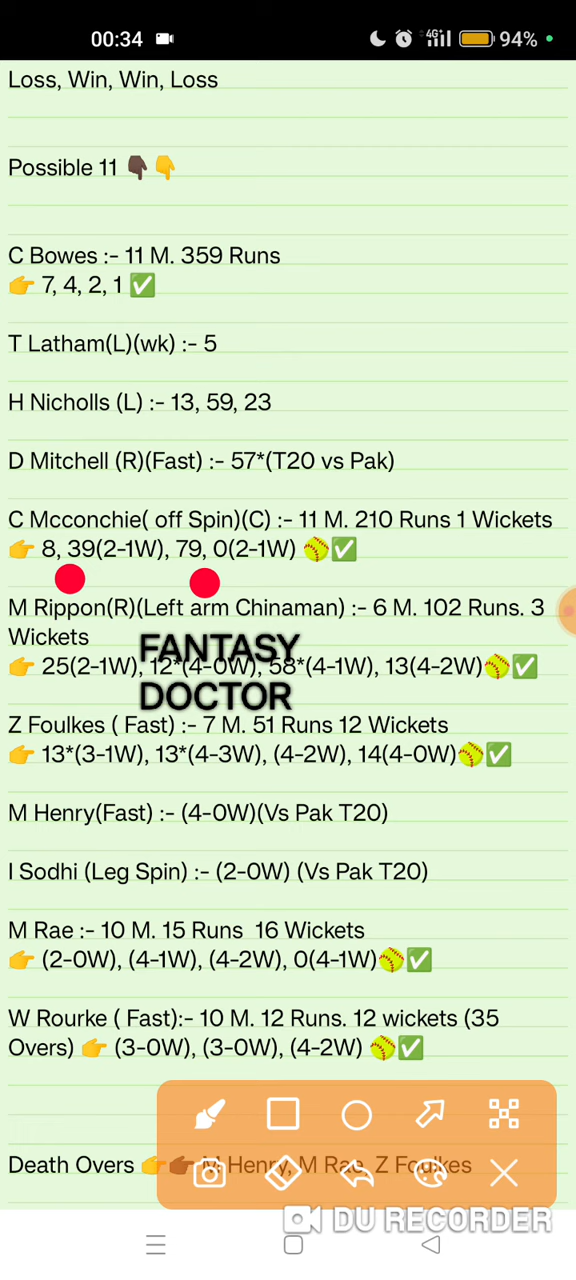 00:34 4G+ 94%
Loss, Win, Win, Loss
Possible 11 👇🏿👇
C Bowes :- 11 M. 359 Runs
👉 7, 4, 2, 1 ✅
T Latham(L)(wk) :- 5
H Nicholls (L) :- 13, 59, 23
D Mitchell (R)(Fast) :- 57*(T20 vs Pak)
C Mcconchie( off Spin)(C) :- 11 M. 210 Runs 1 Wickets
👉 8, 39(2-1W), 79, 0(2-1W) 🥎✅
M Rippon(R)(Left arm Chinaman) :- 6 M. 102 Runs. 3
Wickets
👉 25(2-1W), 12*(4-0W), 58*(4-1W), 13(4-2W)🥎✅
FANTASY
DOCTOR
Z Foulkes ( Fast) :- 7 M. 51 Runs 12 Wickets
👉 13*(3-1W), 13*(4-3W), (4-2W), 14(4-0W)🥎✅
M Henry(Fast) :- (4-0W)(Vs Pak T20)
I Sodhi (Leg Spin) :- (2-0W) (Vs Pak T20)
M Rae :- 10 M. 15 Runs  16 Wickets
👉 (2-0W), (4-1W), (4-2W), 0(4-1W)🥎✅
W Rourke ( Fast):- 10 M. 12 Runs. 12 wickets (35
Overs) 👉 (3-0W), (3-0W), (4-2W) 🥎✅
Death Overs 👉👉🏾 M Henry, M Rae, Z Foulkes
DU RECORDER